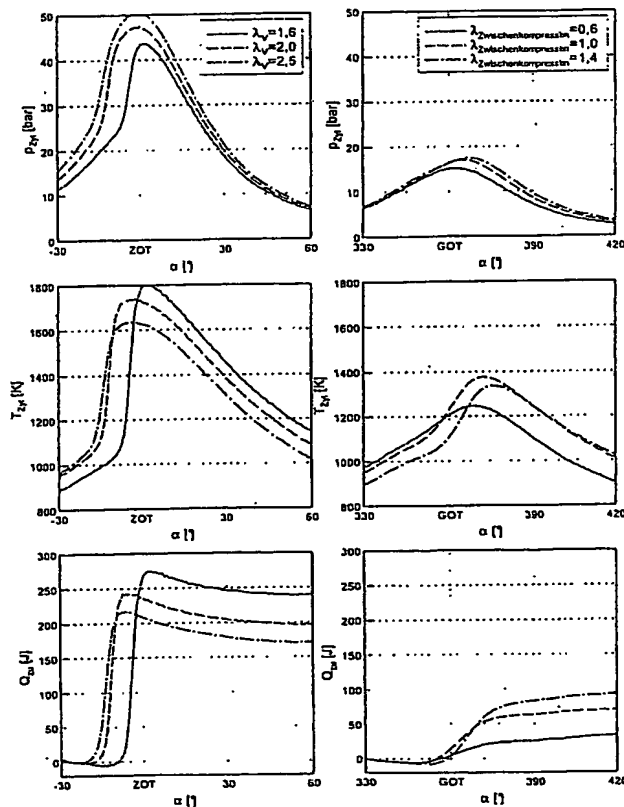 50
40
30
20
10
0
p_Zyl [bar]
λ_V=1,6
λ_V=2,0
λ_V=2,5
-30
ZOT
30
60
α [°]
50
40
30
20
10
0
p_Zyl [bar]
λ_Zwischenkompression=0,6
λ_Zwischenkompression=1,0
λ_Zwischenkompression=1,4
330
GOT
390
420
α [°]
1800
1600
1400
1200
1000
800
T_Zyl [K]
-30
ZOT
30
60
α [°]
1800
1600
1400
1200
1000
800
T_Zyl [K]
330
GOT
390
420
α [°]
300
250
200
150
100
50
0
-30
ZOT
30
60
α [°]
300
250
200
150
100
50
0
330
GOT
390
420
α [°]